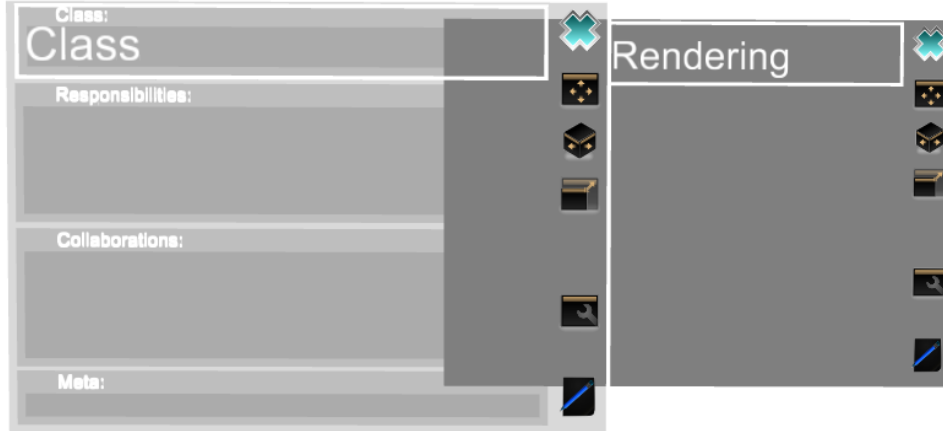 Class:
Class
Rendering
Responsibilities:
Collaborations:
Meta: